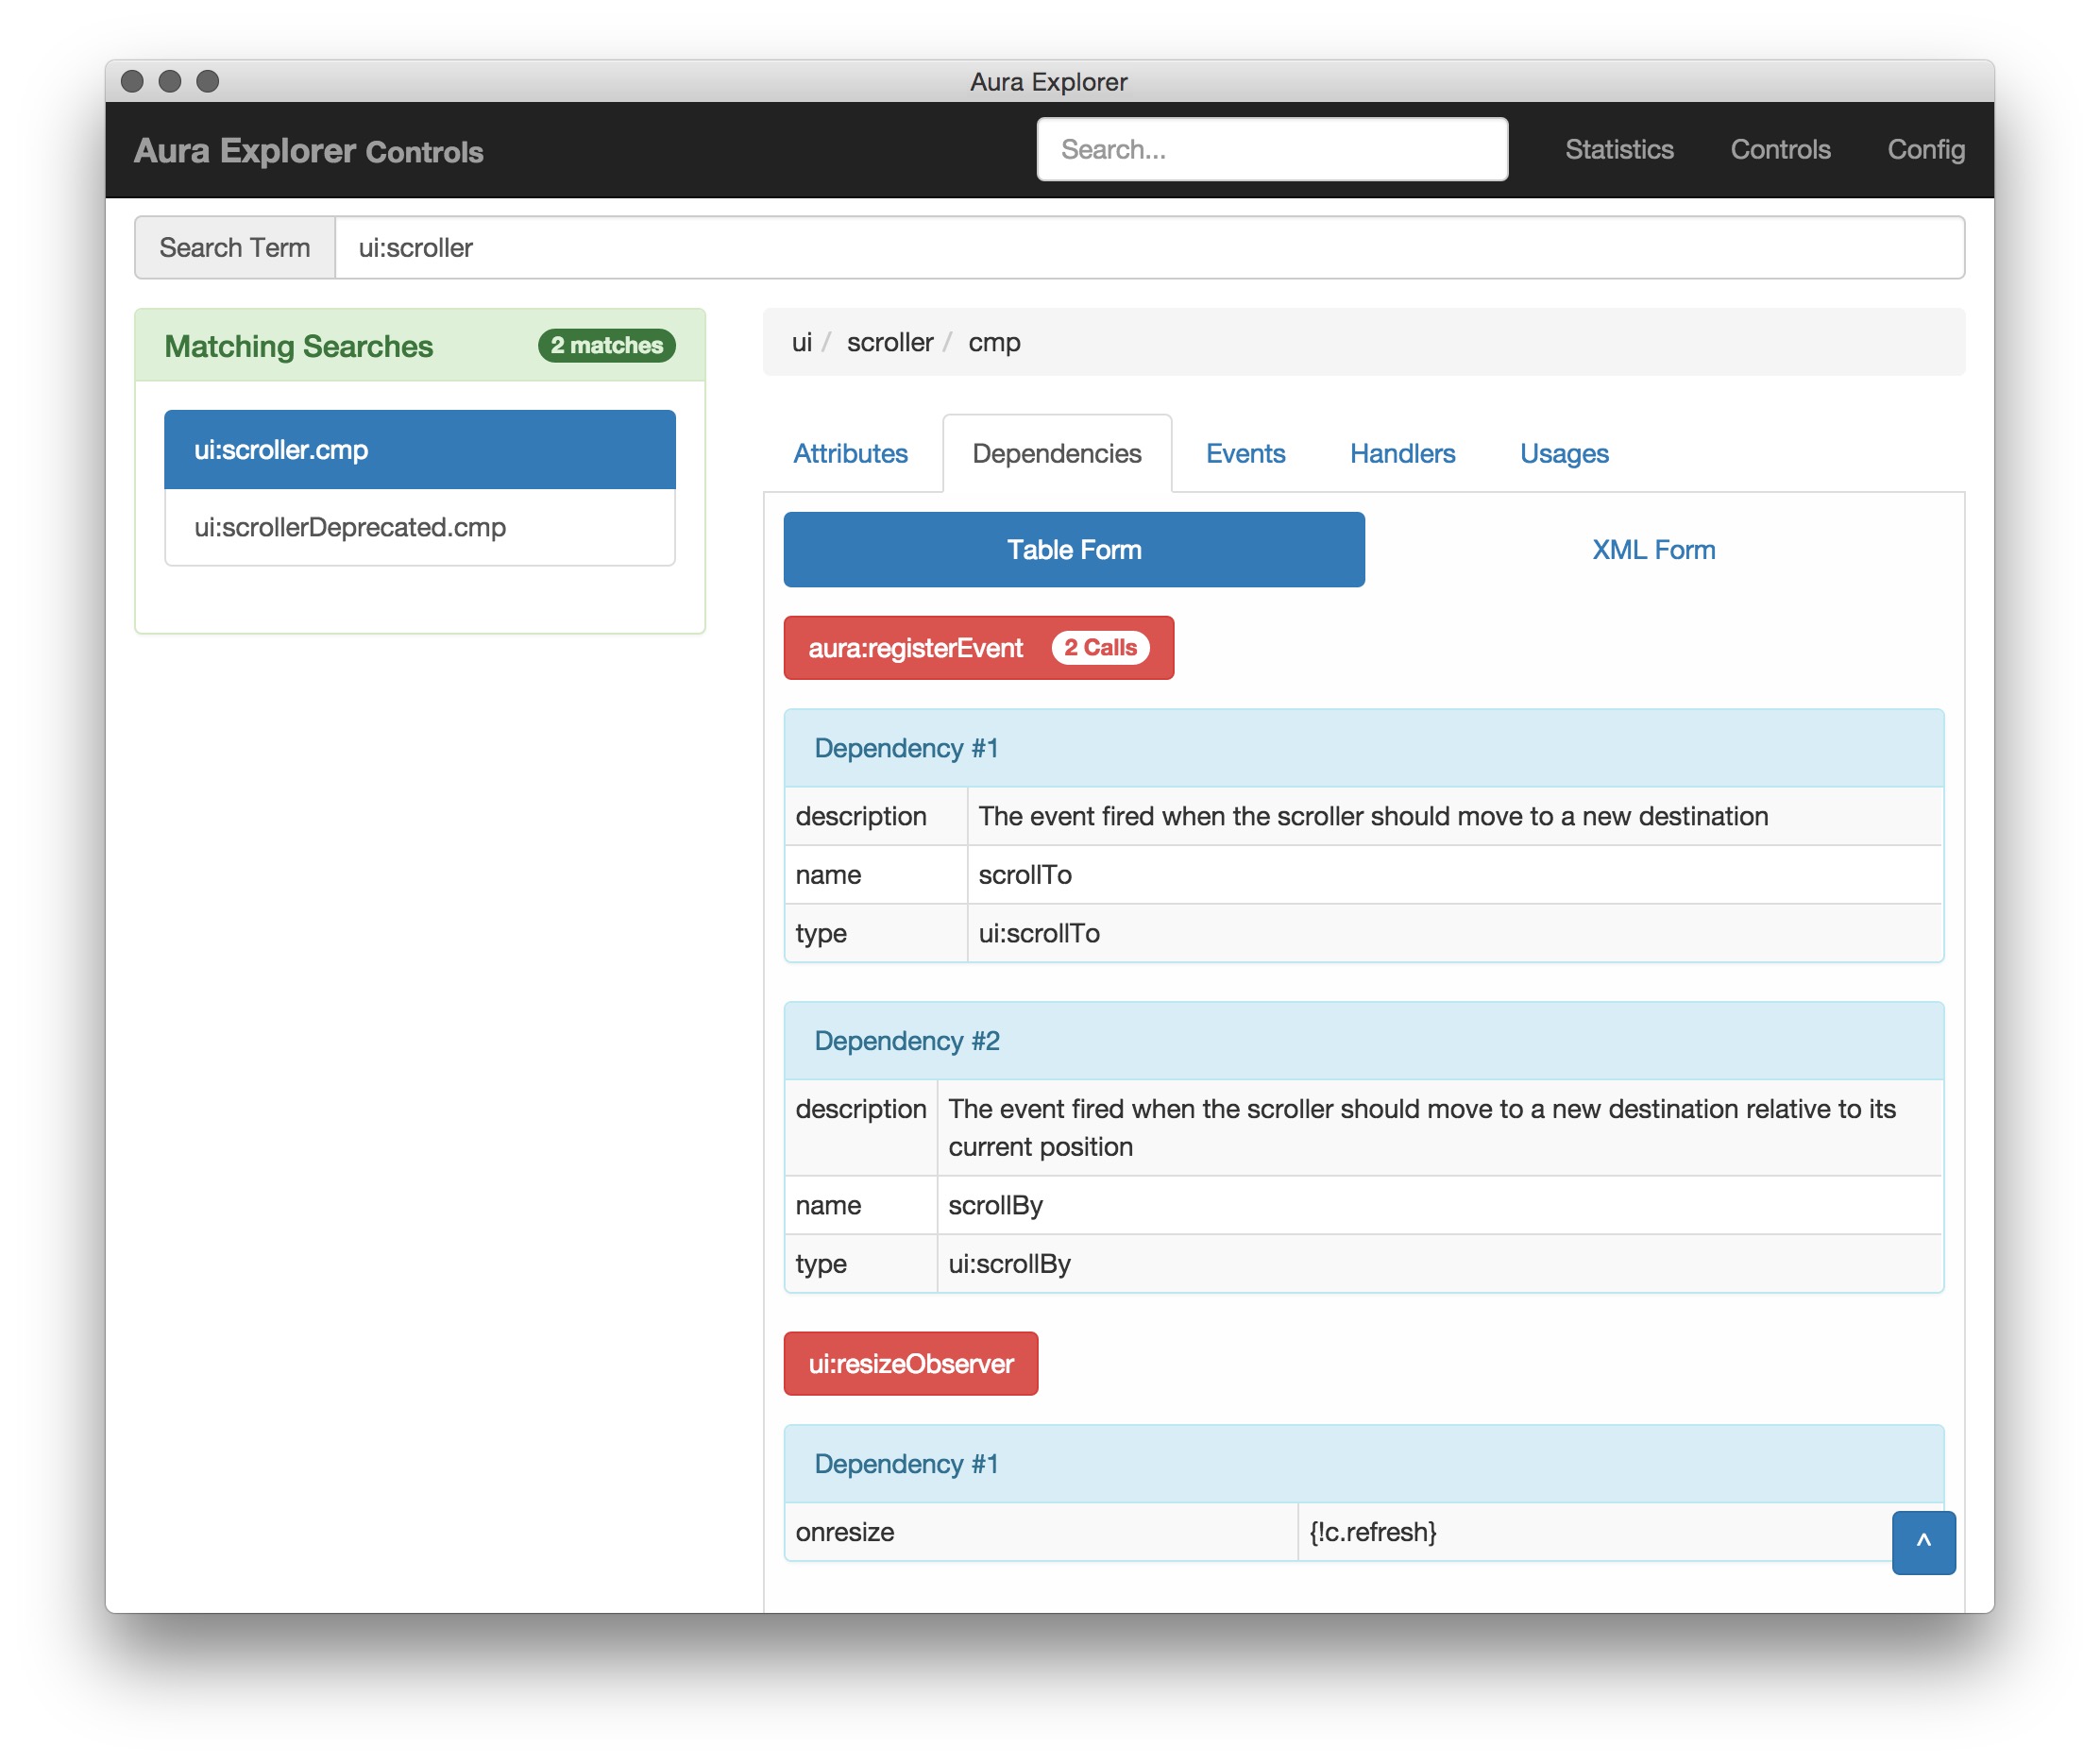 Aura Explorer
Aura Explorer Controls
Search...
Statistics
Controls
Config
Search Term
ui:scroller
Matching Searches
2 matches
ui:scroller.cmp
ui:scrollerDeprecated.cmp
ui / scroller / cmp
Attributes
Dependencies
Events
Handlers
Usages
Table Form
XML Form
aura:registerEvent 2 Calls
Dependency #1
description The event fired when the scroller should move to a new destination
name scrollTo
type ui:scrollTo
Dependency #2
description The event fired when the scroller should move to a new destination relative to its
current position
name scrollBy
type ui:scrollBy
ui:resizeObserver
Dependency #1
onresize {!c.refresh}
^